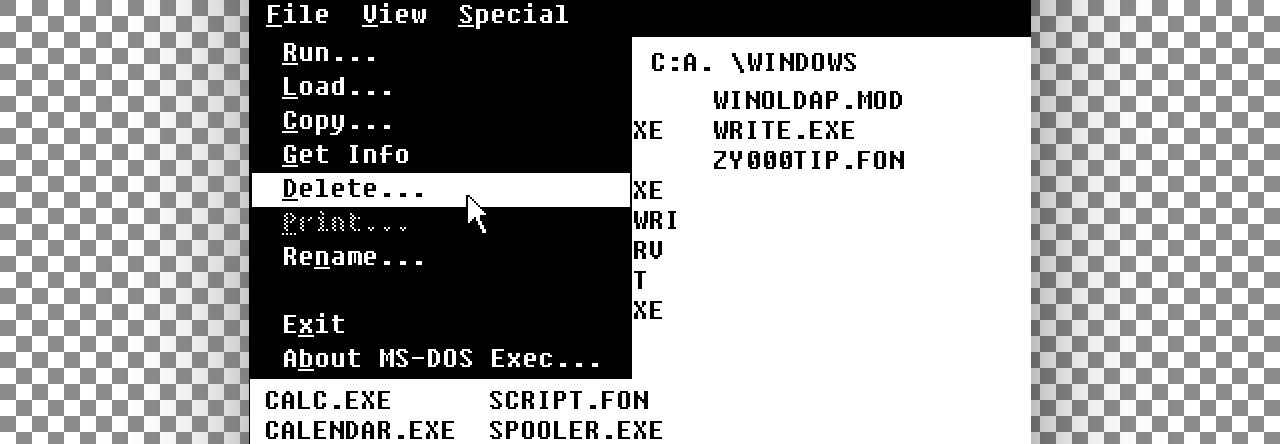 File View Special
Run...
Load...
Copy...
Get Info
Delete...
Print...
Rename...
Exit
About MS-DOS Exec...
C:A. \WINDOWS
WINOLDAP.MOD
XE WRITE.EXE
ZY000TIP.FON
XE
WRI
RV
T
XE
CALC.EXE SCRIPT.FON
CALENDAR.EXE SPOOLER.EXE